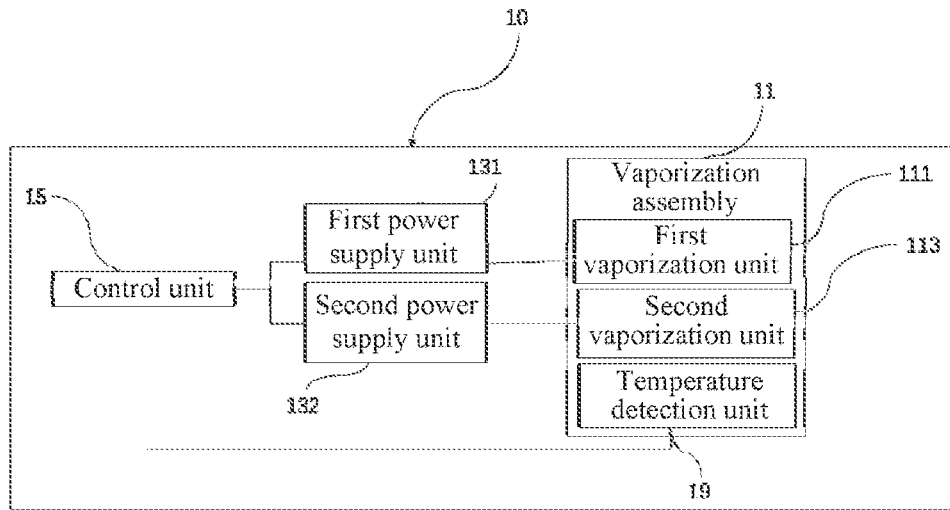 10
11
131
15
Vaporization
assembly
111
First power
supply unit
First
vaporization unit
113
Control unit
Second power
supply unit
Second
vaporization unit
132
Temperature
detection unit
19